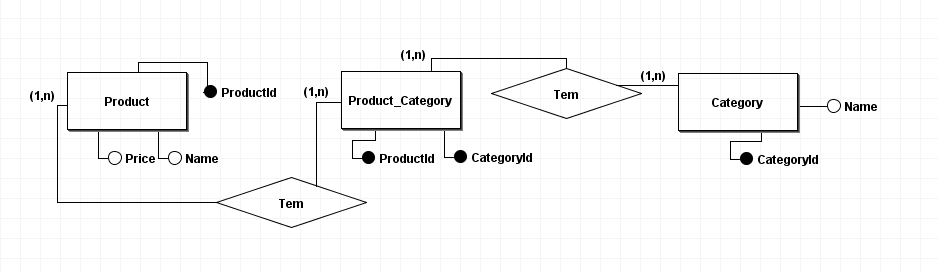 (1,n)
Product
ProductId
Price
Name
Tem
(1,n)
Product_Category
(1,n)
ProductId
CategoryId
Tem
(1,n)
Category
Name
CategoryId